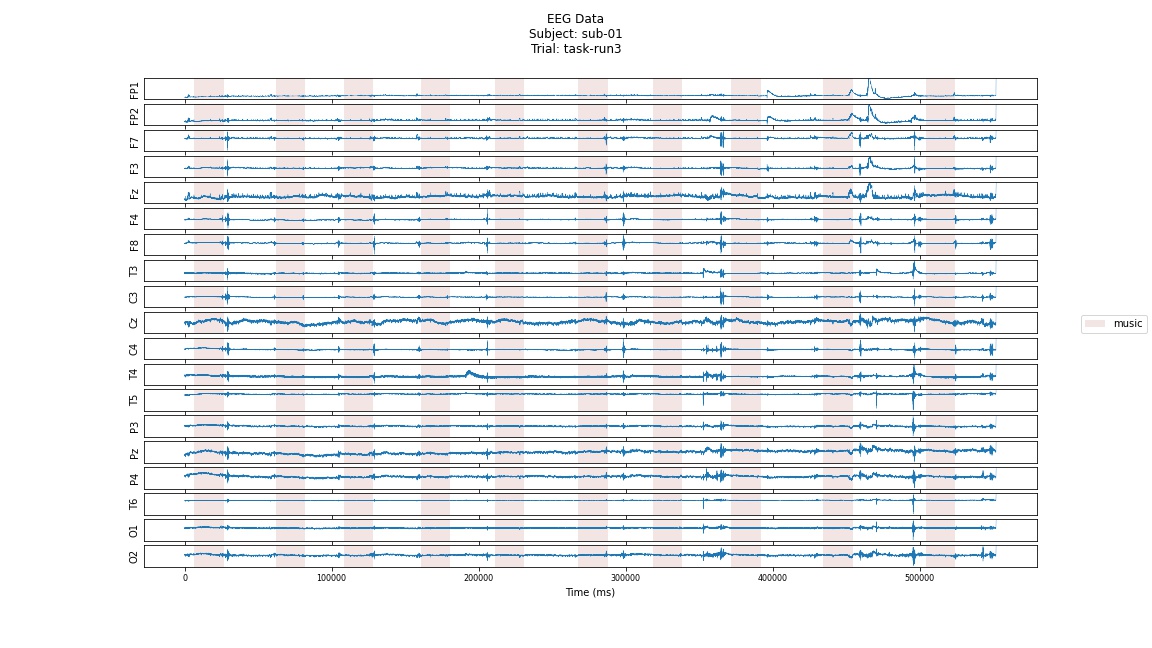 EEG Data
Subject: sub-01
Trial: task-run3
FP1
FP2
F7
F3
Fz
F4
F8
T3
C3
Cz
C4
T4
T5
P3
Pz
P4
T6
O1
O2
music
0 100000 200000 300000 400000 500000
Time (ms)